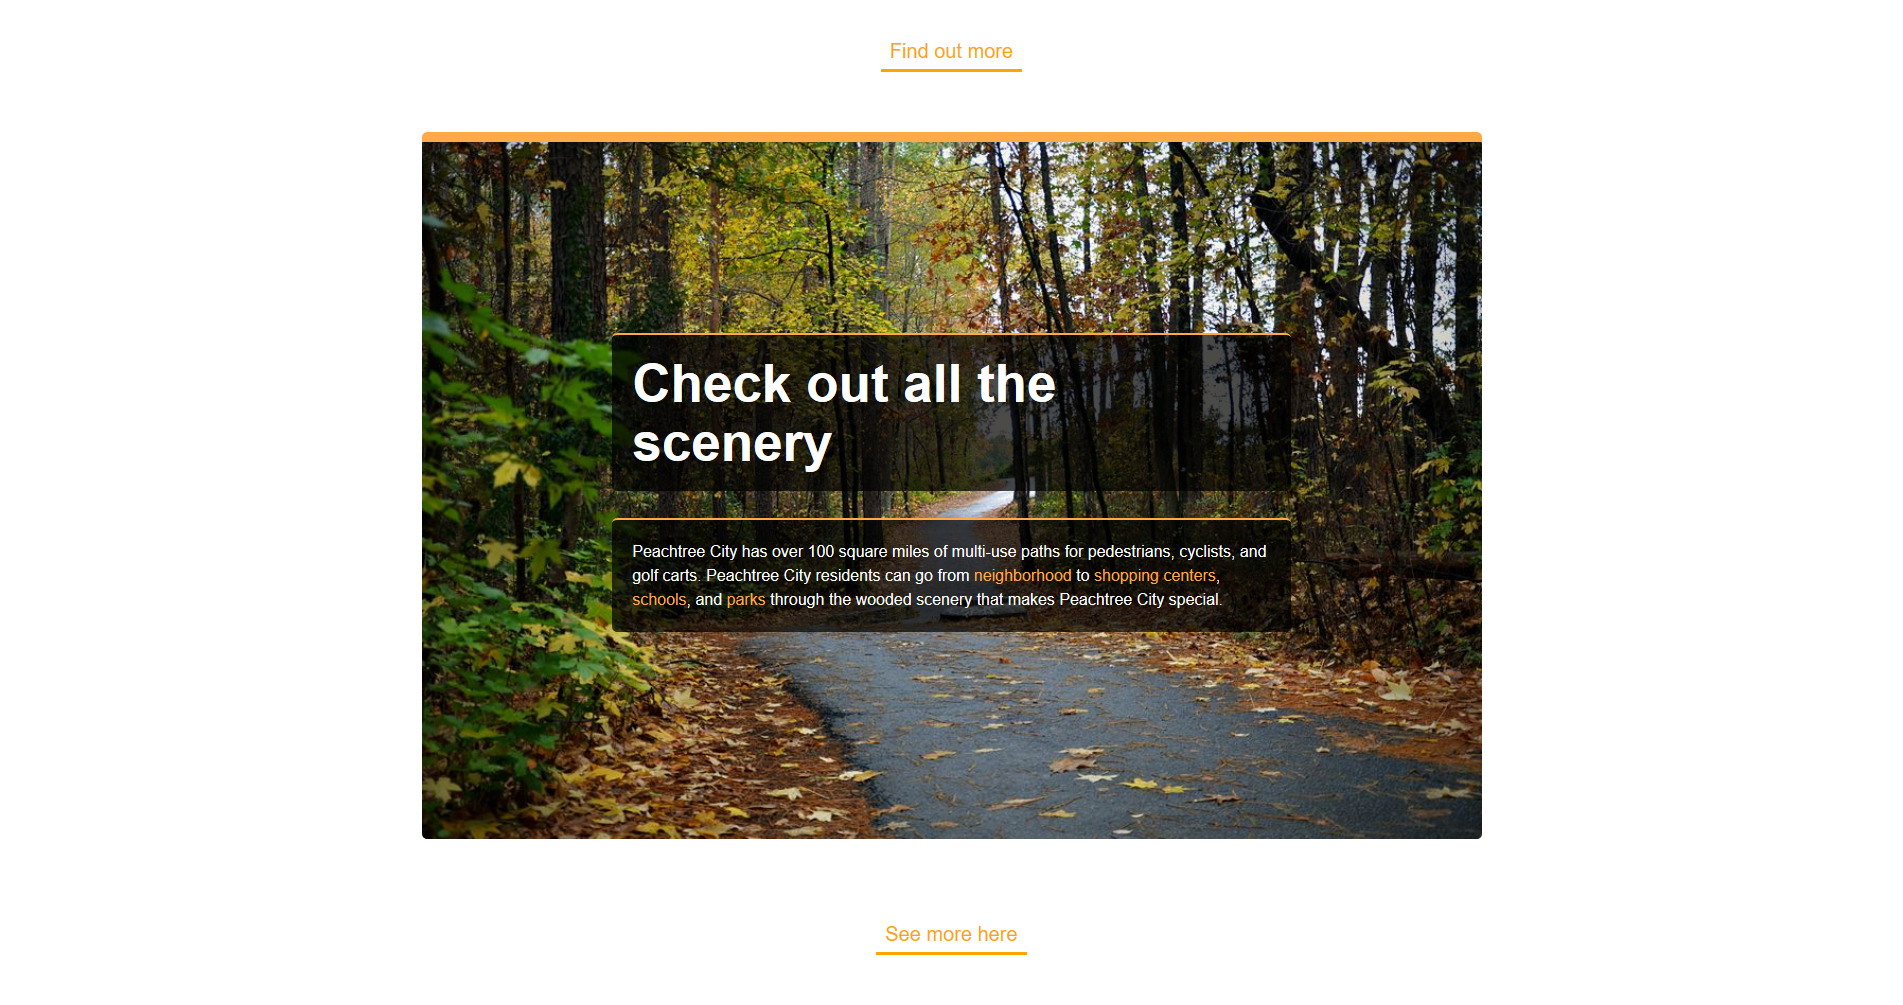 Find out more
Check out all the
scenery
Peachtree City has over 100 square miles of multi-use paths for pedestrians, cyclists, and
golf carts. Peachtree City residents can go from neighborhood to shopping centers,
schools, and parks through the wooded scenery that makes Peachtree City special.
See more here